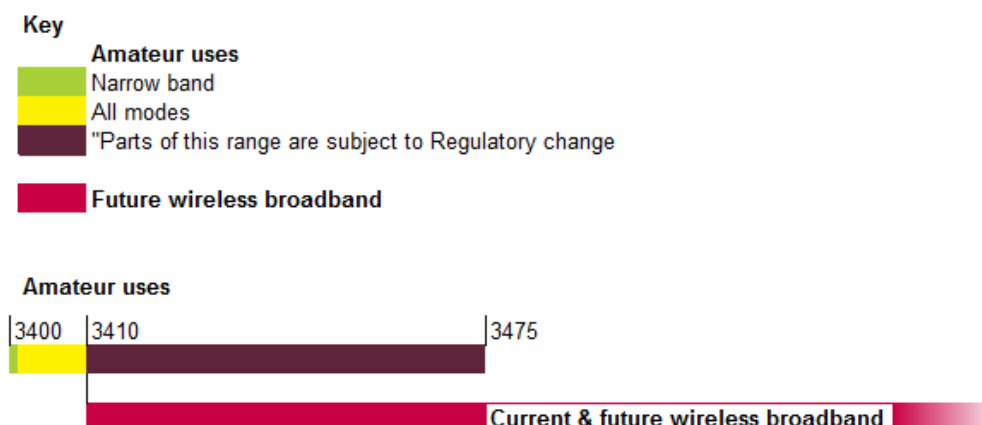 Key
Amateur uses
Narrow band
All modes
"Parts of this range are subject to Regulatory change
Future wireless broadband
Amateur uses
3400 3410 3475
Current & future wireless broadband